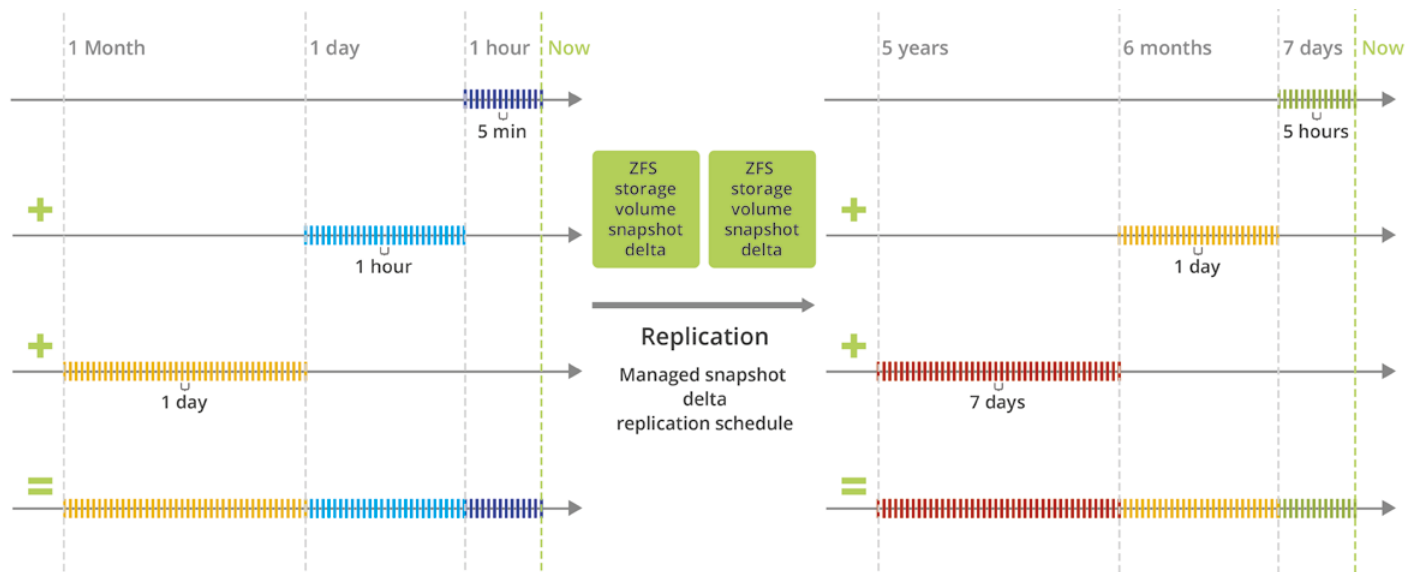 1 Month
1 day
1 hour
Now
5 min
+
1 hour
+
1 day
=
ZFS
storage
volume
snapshot
delta
ZFS
storage
volume
snapshot
delta
Replication
Managed snapshot
delta
replication schedule
5 years
6 months
7 days
Now
5 hours
+
1 day
+
7 days
=